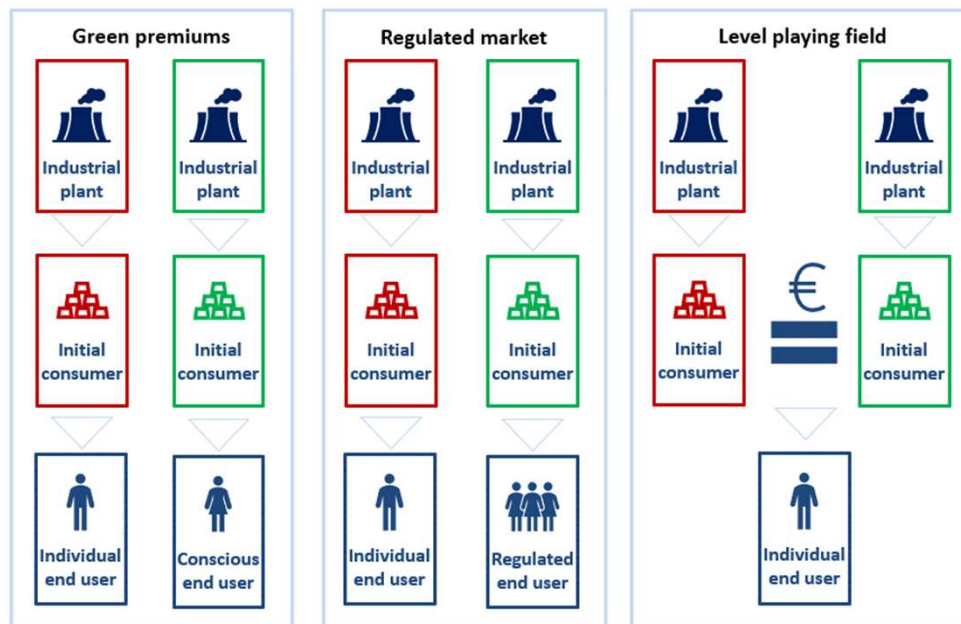 Green premiums
Industrial
plant
Industrial
plant
Initial
consumer
Initial
consumer
Individual
end user
Conscious
end user
Regulated market
Industrial
plant
Industrial
plant
Initial
consumer
Initial
consumer
Individual
end user
Regulated
end user
Level playing field
Industrial
plant
Industrial
plant
Initial
consumer
€
Initial
consumer
Individual
end user